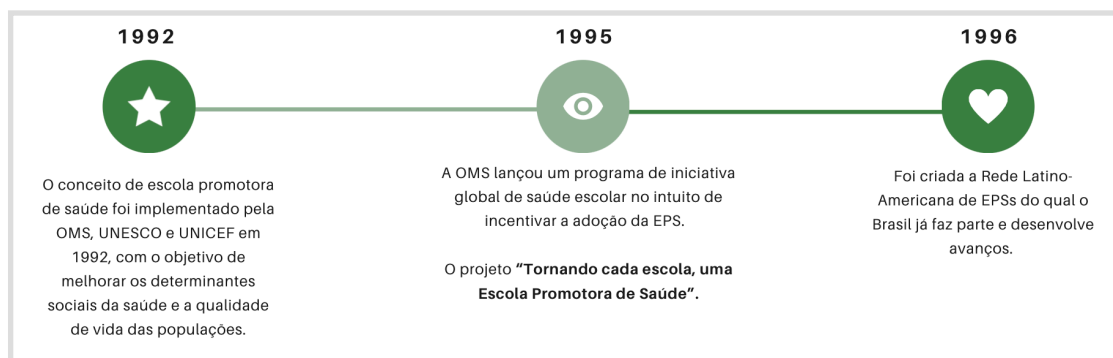 1992
O conceito de escola promotora
de saúde foi implementado pela
OMS, UNESCO e UNICEF em
1992, com o objetivo de
melhorar os determinantes
sociais da saúde e a qualidade
de vida das populações.
1995
A OMS lançou um programa de iniciativa
global de saúde escolar no intuito de
incentivar a adoção da EPS.
O projeto “Tornando cada escola, uma
Escola Promotora de Saúde”.
1996
Foi criada a Rede Latino-
Americana de EPSs do qual o
Brasil já faz parte e desenvolve
avanços.